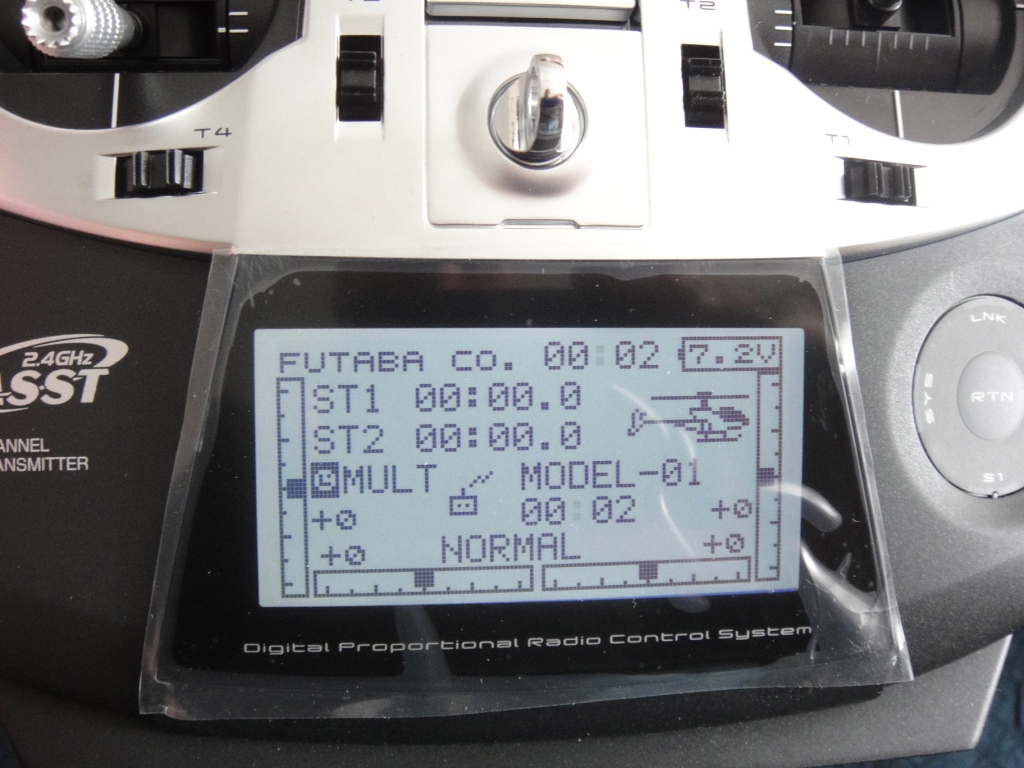 T2
T4
T1
2.4GHz
ASST
ANNEL
ANSMITTER
FUTABA CO. 00:02 7.2V
ST1 00:00.0
ST2 00:00.0
MULT MODEL-01
00:02
+0 +0
+0 NORMAL +0
Digital Proportional Radio Control System
LNK
SYS
RTN
S1